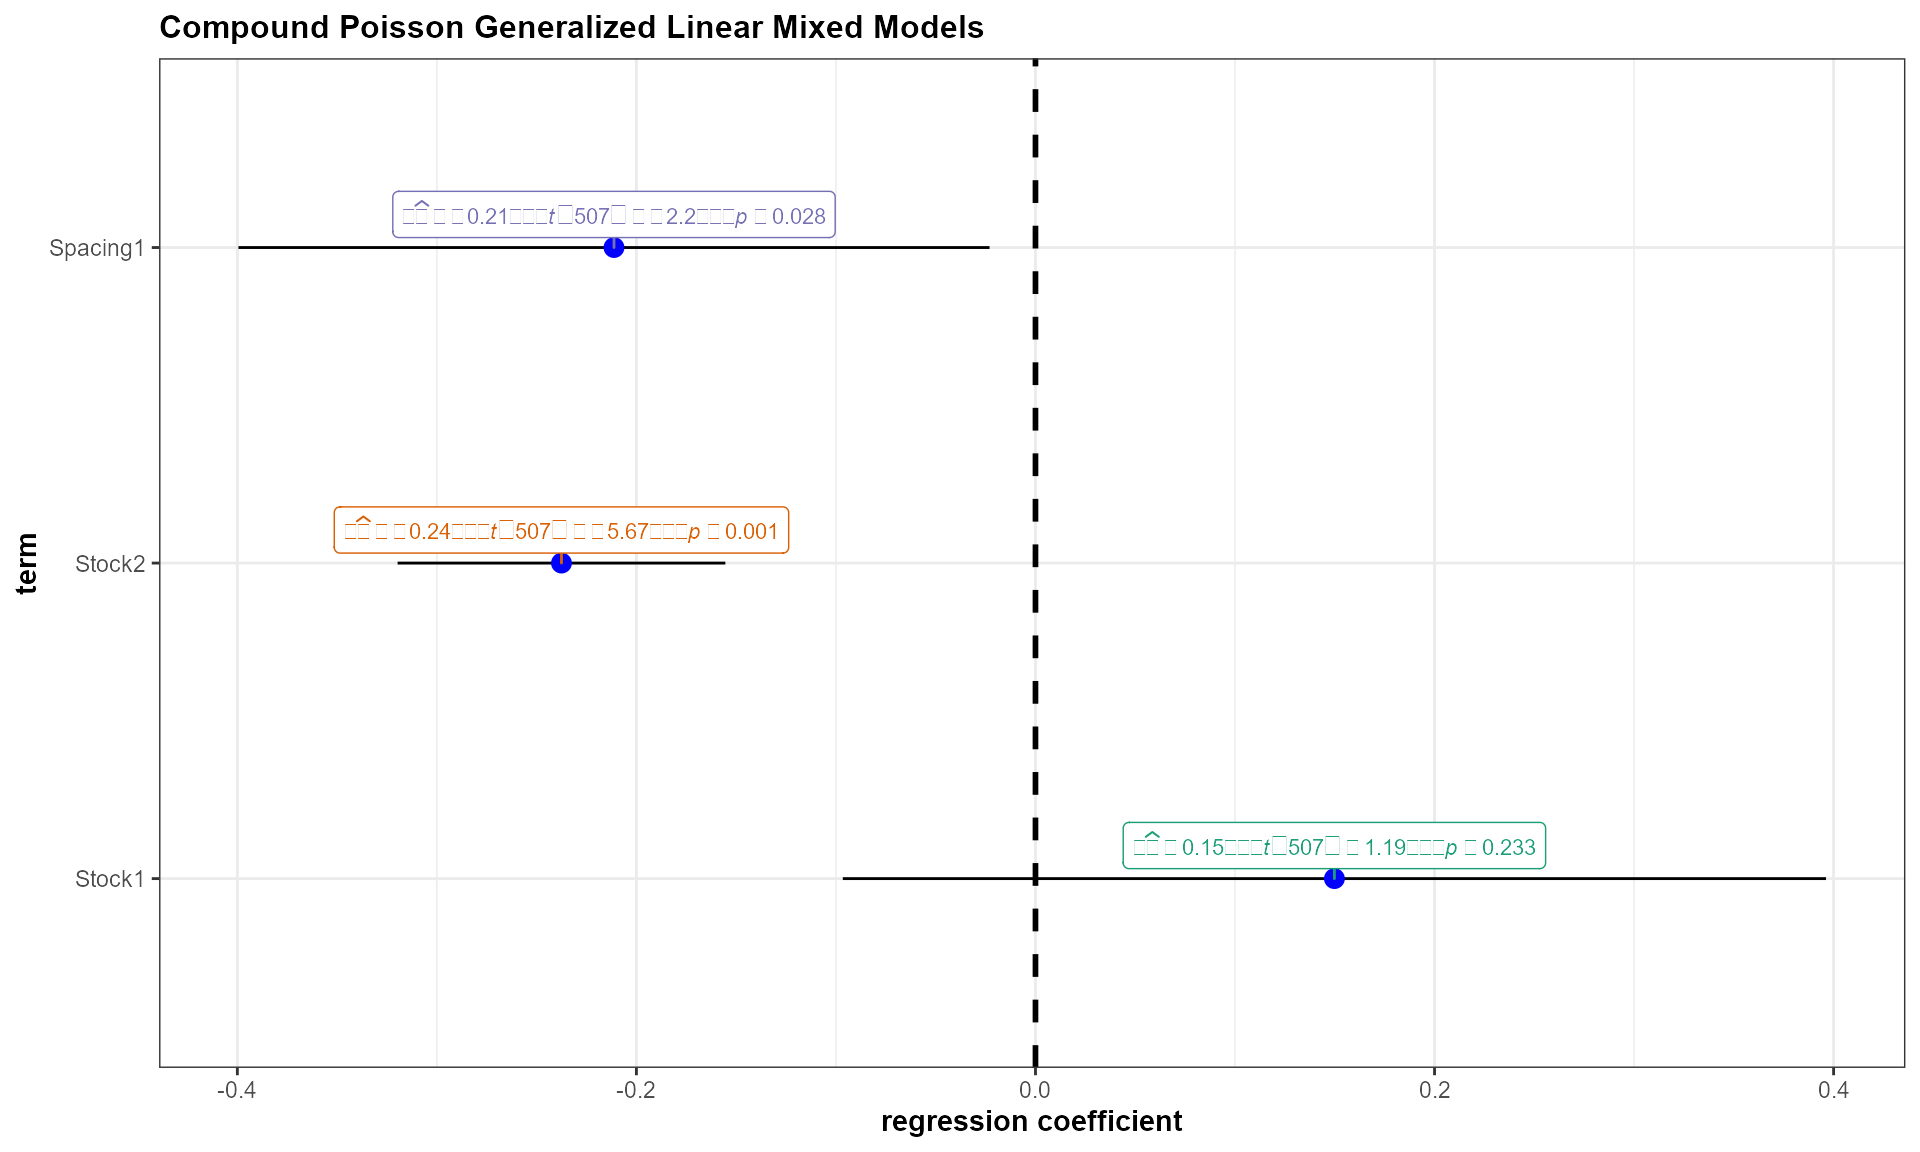 Compound Poisson Generalized Linear Mixed Models
Spacing1
□□ □ □0.21□□□t□507□ □ □2.2□□□p □ 0.028
Stock2
□□ □ □0.24□□□t□507□ □ □5.67□□□p □ 0.001
Stock1
□□ □ 0.15□□□t□507□ □ 1.19□□□p □ 0.233
term
-0.4 -0.2 0.0 0.2 0.4
regression coefficient